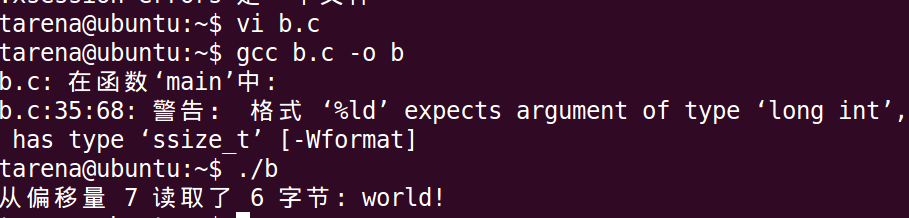 tarena@ubuntu:~$ vi b.c
tarena@ubuntu:~$ gcc b.c -o b
b.c: 在函数‘main’中:
b.c:35:68: 警告: 格式 ‘%ld’ expects argument of type ‘long int’,
has type ‘ssize_t’ [-Wformat]
tarena@ubuntu:~$ ./b
从偏移量 7 读取了 6 字节: world!